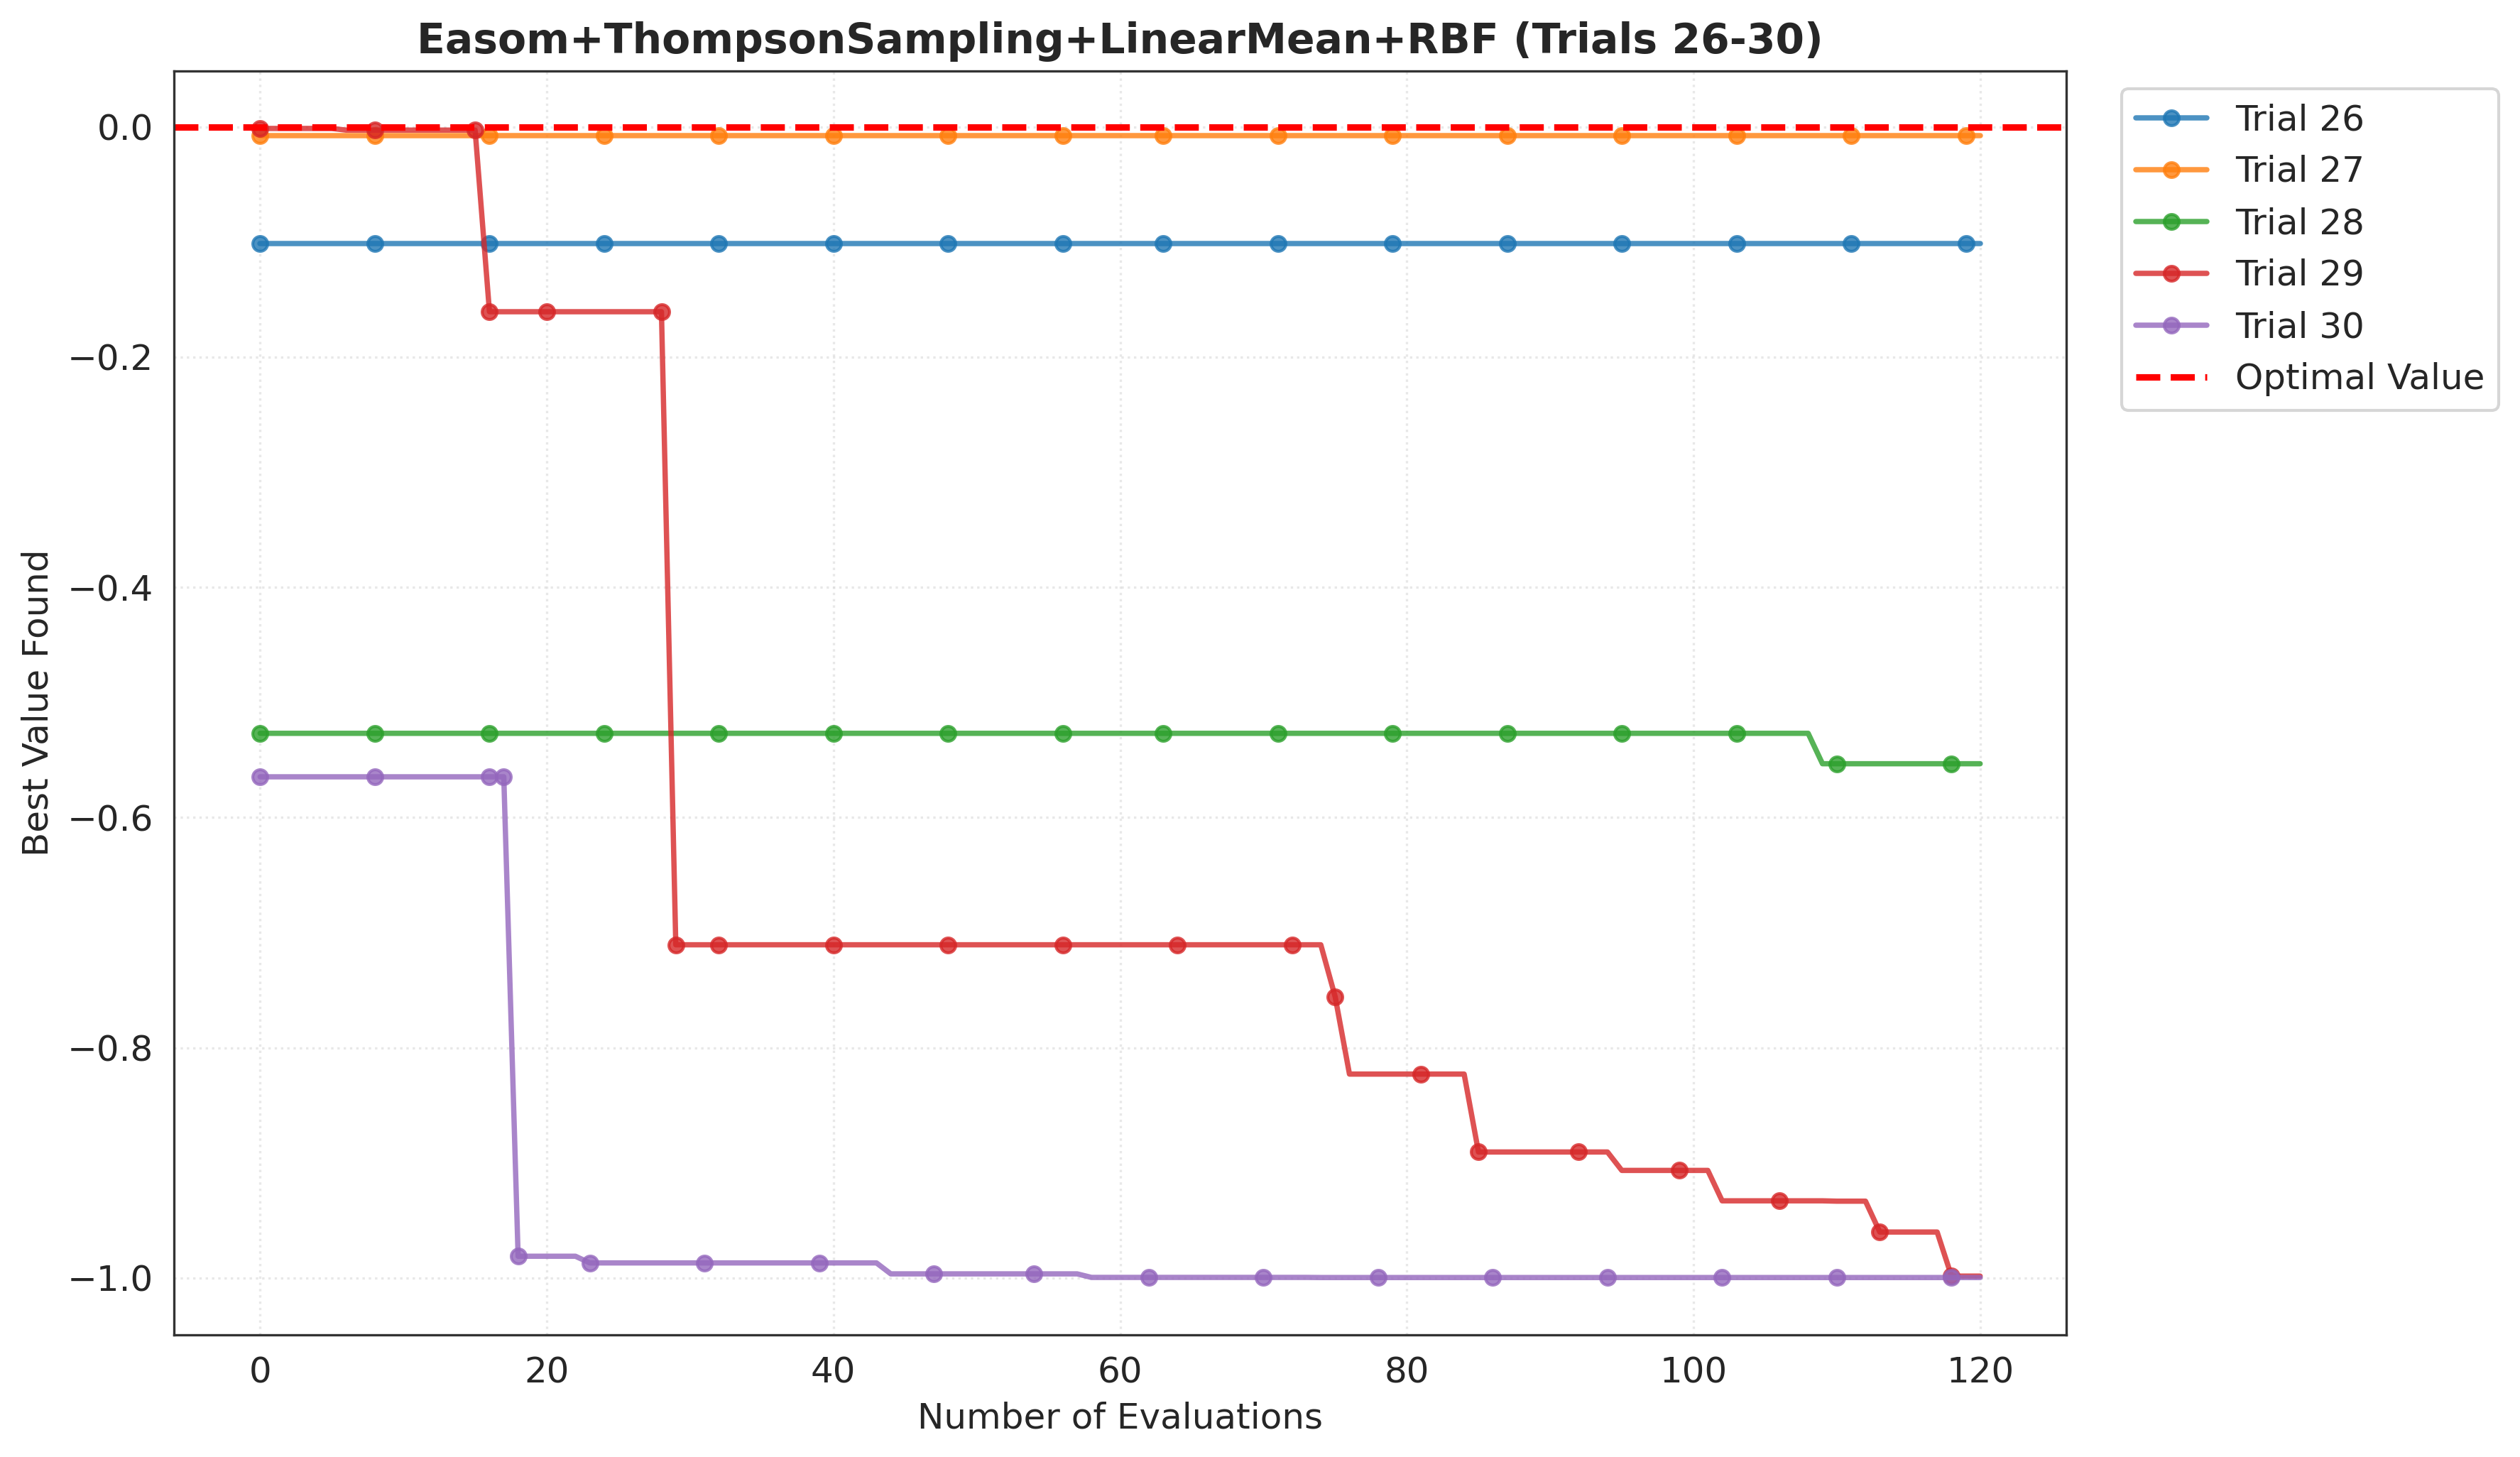 Easom+ThompsonSampling+LinearMean+RBF (Trials 26-30)
Best Value Found
0.0
−0.2
−0.4
−0.6
−0.8
−1.0
0
20
40
60
80
100
120
Number of Evaluations
Trial 26
Trial 27
Trial 28
Trial 29
Trial 30
Optimal Value